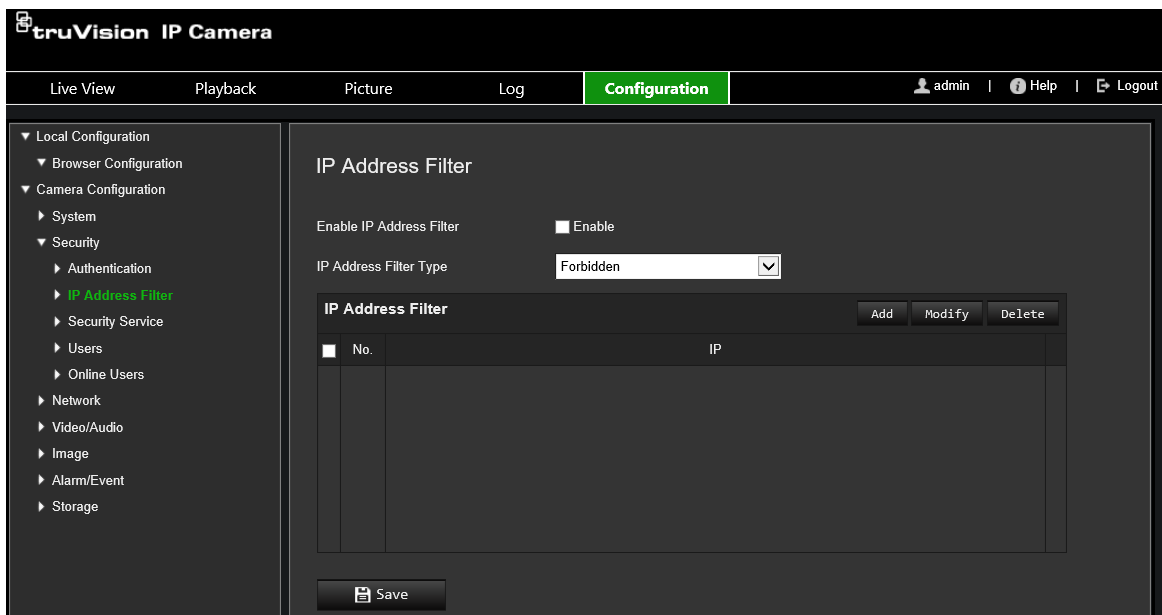 truVision IP Camera
Live View Playback Picture Log Configuration admin | Help | Logout
Local Configuration
Browser Configuration
Camera Configuration
System
Security
Authentication
IP Address Filter
Security Service
Users
Online Users
Network
Video/Audio
Image
Alarm/Event
Storage
IP Address Filter
Enable IP Address Filter Enable
IP Address Filter Type Forbidden
IP Address Filter Add Modify Delete
No. IP
Save